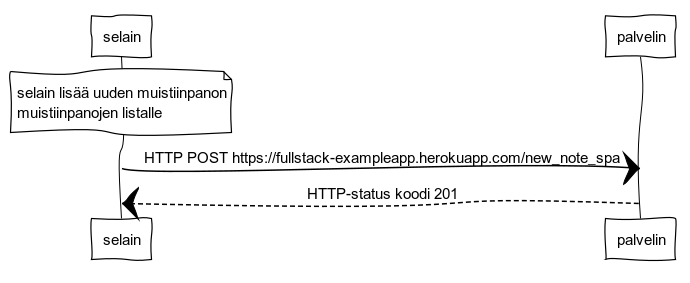 selain
palvelin
selain lisää uuden muistiinpanon
muistiinpanojen listalle
HTTP POST https://fullstack-exampleapp.herokuapp.com/new_note_spa
HTTP-status koodi 201
selain
palvelin